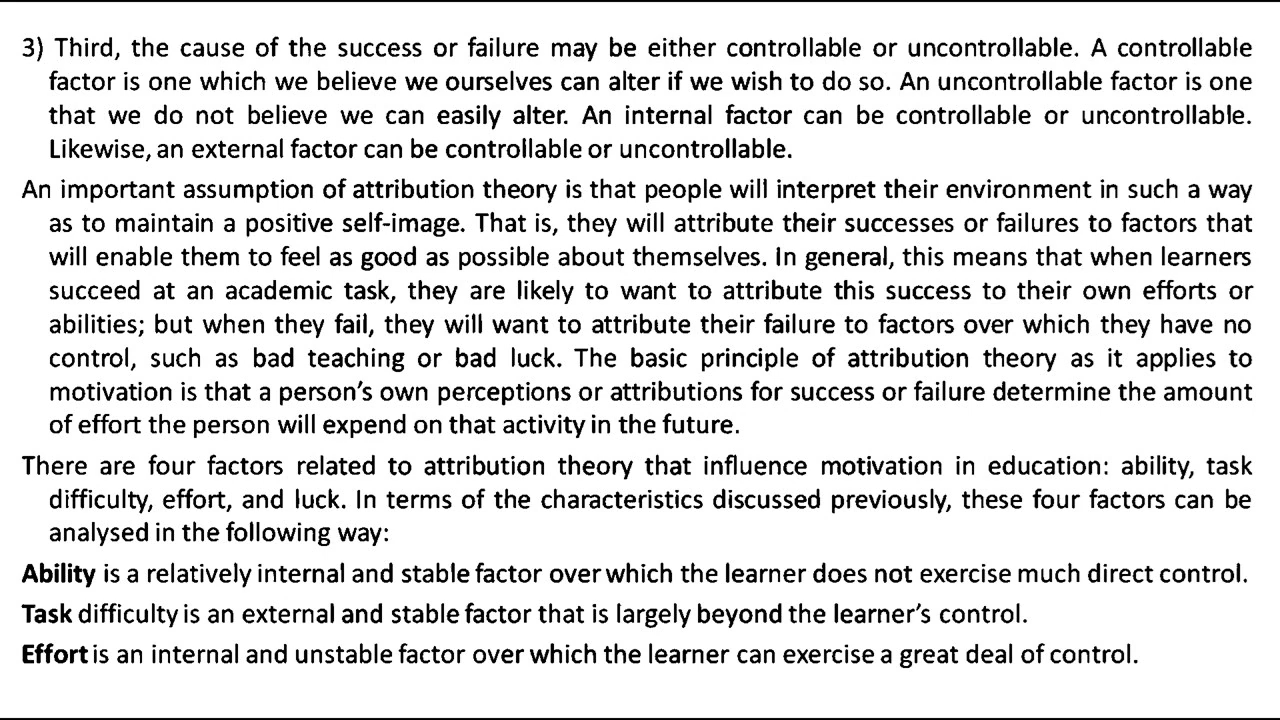 3) Third, the cause of the success or failure may be either controllable or uncontrollable. A controllable
factor is one which we believe we ourselves can alter if we wish to do so. An uncontrollable factor is one
that we do not believe we can easily alter. An internal factor can be controllable or uncontrollable.
Likewise, an external factor can be controllable or uncontrollable.
An important assumption of attribution theory is that people will interpret their environment in such a way
as to maintain a positive self-image. That is, they will attribute their successes or failures to factors that
will enable them to feel as good as possible about themselves. In general, this means that when learners
succeed at an academic task, they are likely to want to attribute this success to their own efforts or
abilities; but when they fail, they will want to attribute their failure to factors over which they have no
control, such as bad teaching or bad luck. The basic principle of attribution theory as it applies to
motivation is that a person’s own perceptions or attributions for success or failure determine the amount
of effort the person will expend on that activity in the future.
There are four factors related to attribution theory that influence motivation in education: ability, task
difficulty, effort, and luck. In terms of the characteristics discussed previously, these four factors can be
analysed in the following way:
Ability is a relatively internal and stable factor over which the learner does not exercise much direct control.
Task difficulty is an external and stable factor that is largely beyond the learner’s control.
Effort is an internal and unstable factor over which the learner can exercise a great deal of control.